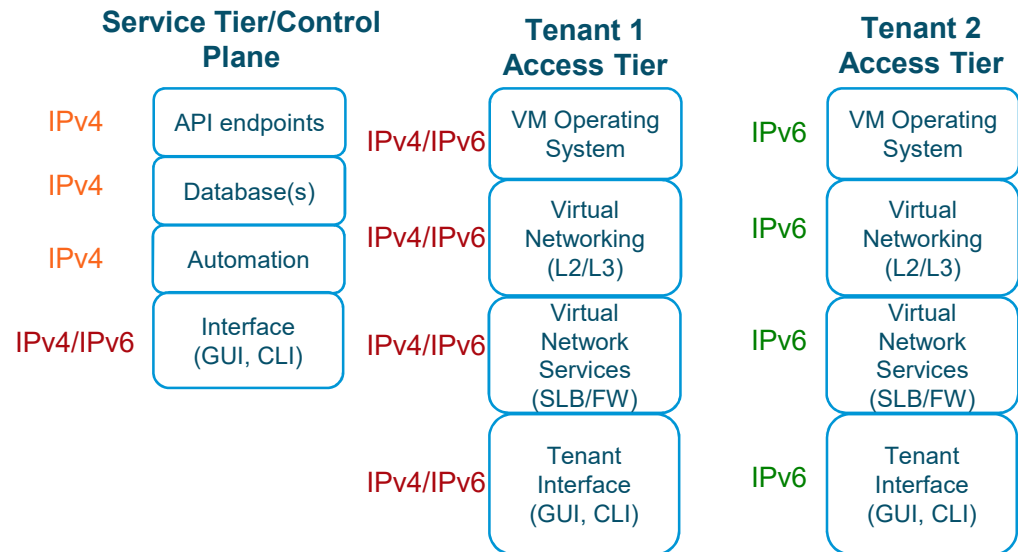 Service Tier/Control
Plane
IPv4
API endpoints
IPv4
Database(s)
IPv4
Automation
IPv4/IPv6
Interface
(GUI, CLI)
Tenant 1
Access Tier
IPv4/IPv6
VM Operating
System
IPv4/IPv6
Virtual
Networking
(L2/L3)
IPv4/IPv6
Virtual
Network
Services
(SLB/FW)
IPv4/IPv6
Tenant
Interface
(GUI, CLI)
Tenant 2
Access Tier
IPv6
VM Operating
System
IPv6
Virtual
Networking
(L2/L3)
IPv6
Virtual
Network
Services
(SLB/FW)
IPv6
Tenant
Interface
(GUI, CLI)